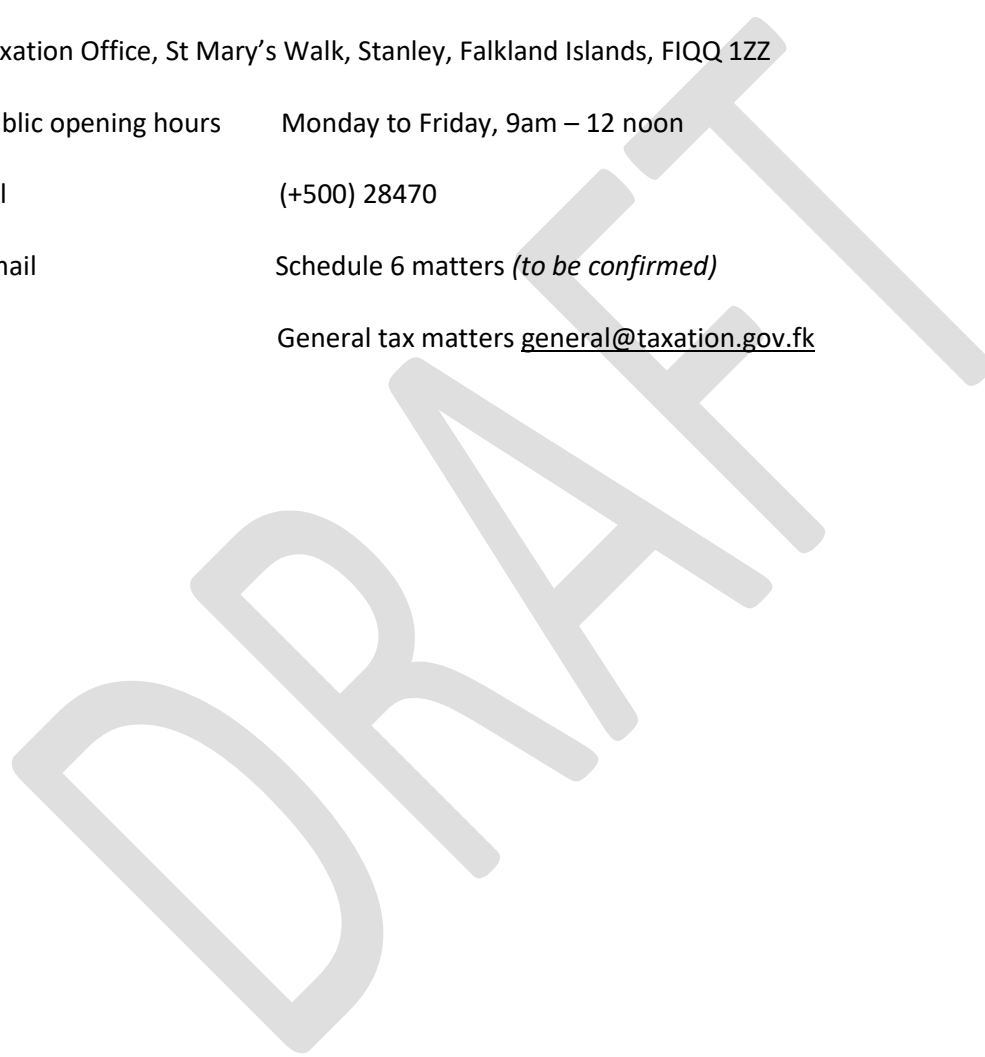 xation Office, St Mary’s Walk, Stanley, Falkland Islands, FIQQ 1ZZ
blic opening hours Monday to Friday, 9am – 12 noon
l (+500) 28470
nail Schedule 6 matters (to be confirmed)
General tax matters general@taxation.gov.fk
DRAFT